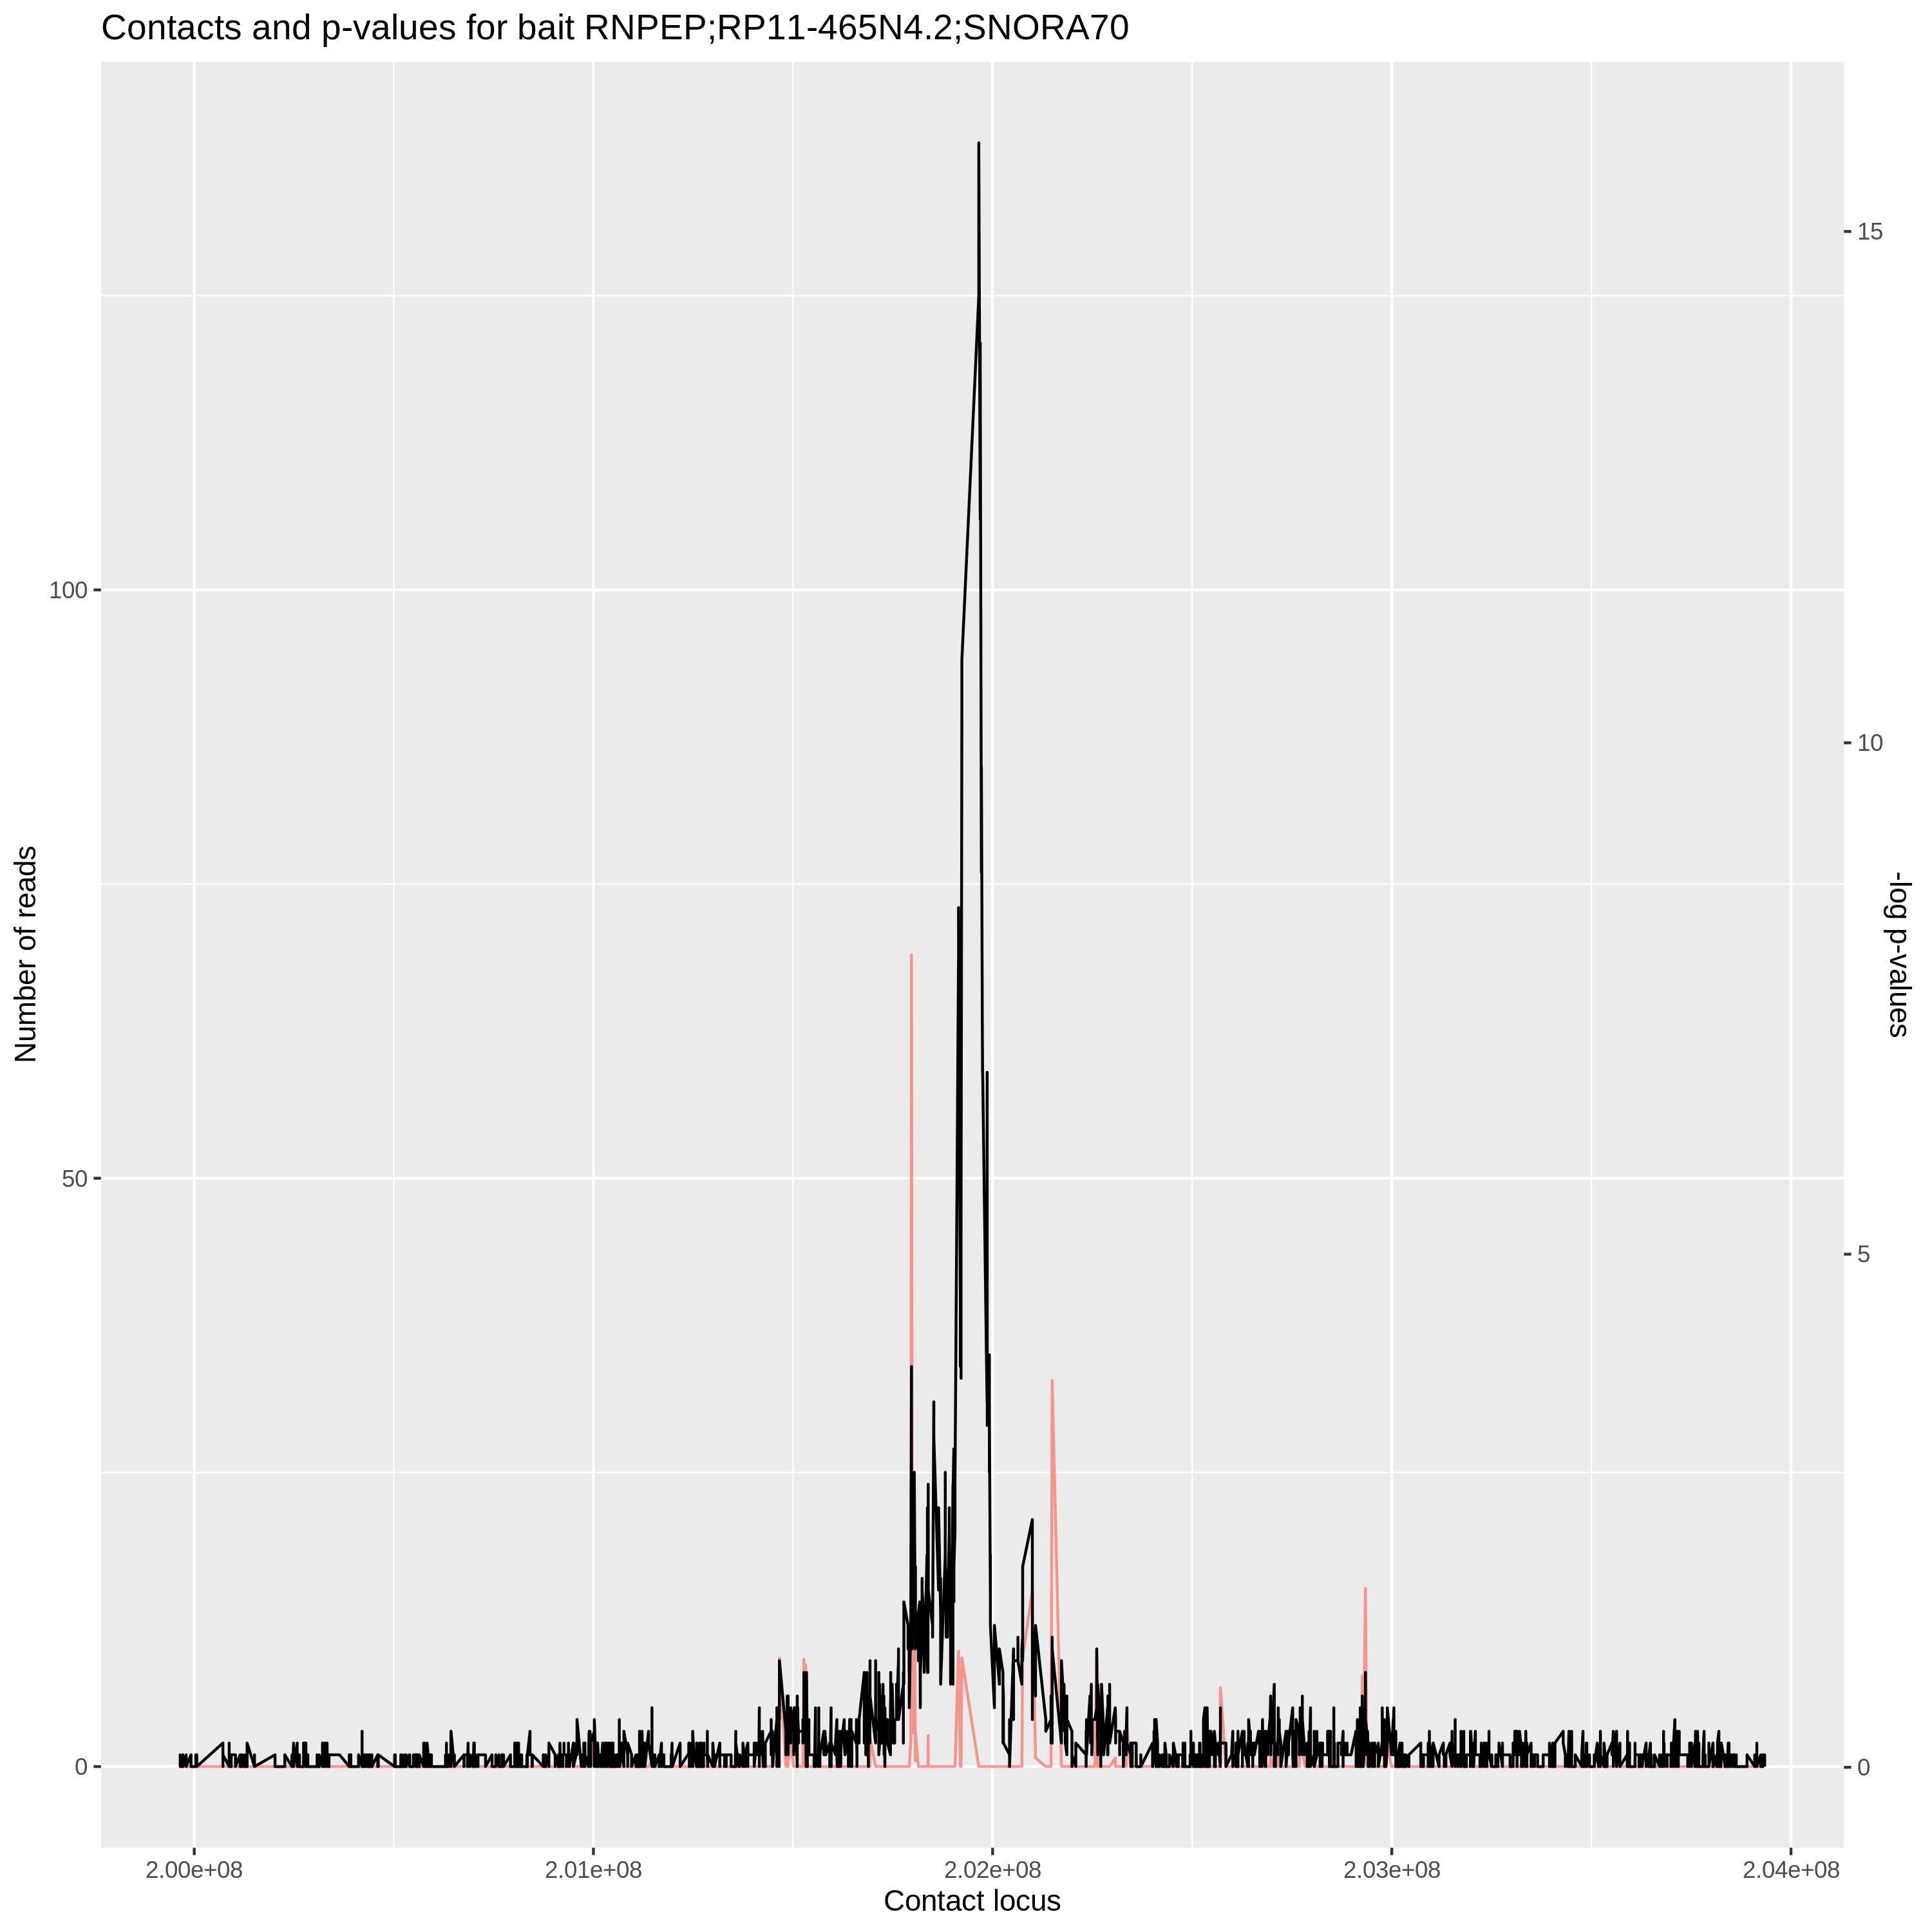 Contacts and p-values for bait RNPEP;RP11-465N4.2;SNORA70
15
100
10
Number of reads
-log p-values
50
5
0
0
2.00e+08
2.01e+08
2.02e+08
2.03e+08
2.04e+08
Contact locus